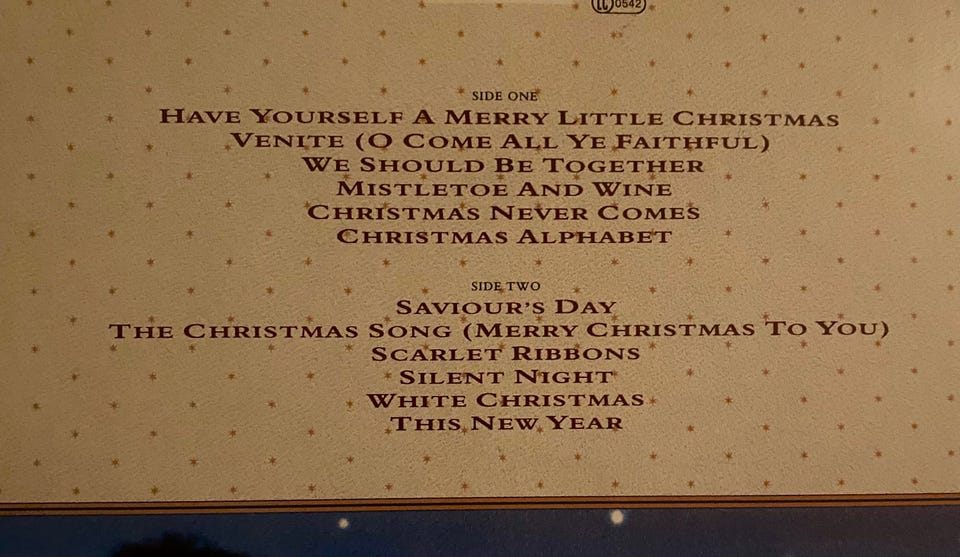 LC 0542
SIDE ONE
HAVE YOURSELF A MERRY LITTLE CHRISTMAS
VENITE (O COME ALL YE FAITHFUL)
WE SHOULD BE TOGETHER
MISTLETOE AND WINE
CHRISTMAS NEVER COMES
CHRISTMAS ALPHABET
SIDE TWO
SAVIOUR'S DAY
THE CHRISTMAS SONG (MERRY CHRISTMAS TO YOU)
SCARLET RIBBONS
SILENT NIGHT
WHITE CHRISTMAS
THIS NEW YEAR